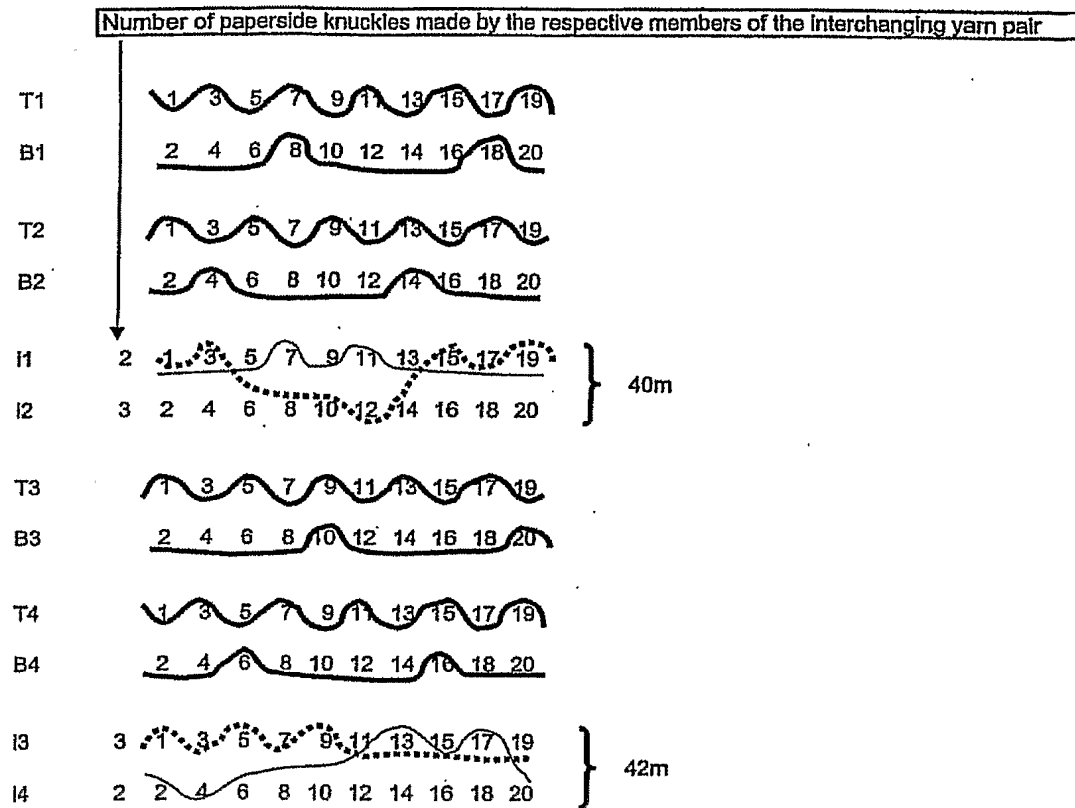 Number of paperside knuckles made by the respective members of the interchanging yarn pair
T1 1 3 5 7 9 11 13 15 17 19
B1 2 4 6 8 10 12 14 16 18 20
T2 1 3 5 7 9 11 13 15 17 19
B2 2 4 6 8 10 12 14 16 18 20
I1 2 1 3 5 7 9 11 13 15 17 19
40m
I2 3 2 4 6 8 10 12 14 16 18 20
T3 1 3 5 7 9 11 13 15 17 19
B3 2 4 6 8 10 12 14 16 18 20
T4 1 3 5 7 9 11 13 15 17 19
B4 2 4 6 8 10 12 14 16 18 20
I3 3 1 3 5 7 9 11 13 15 17 19
42m
I4 2 2 4 6 8 10 12 14 16 18 20